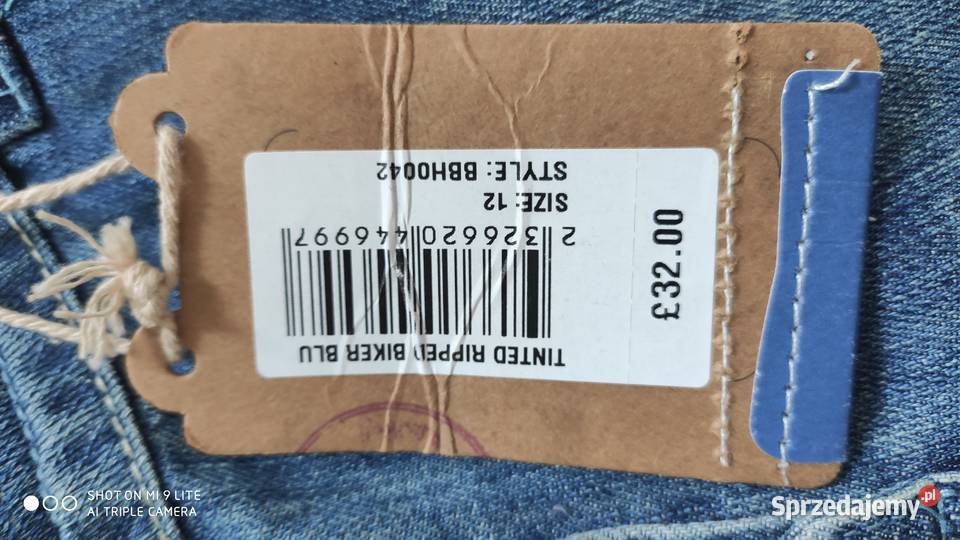 TINTED RIPPED BIKER BLU
2 326620 446997
SIZE: 12
STYLE: BBH0042
£32.00
SHOT ON MI 9 LITE
AI TRIPLE CAMERA
Sprzedajemy.pl